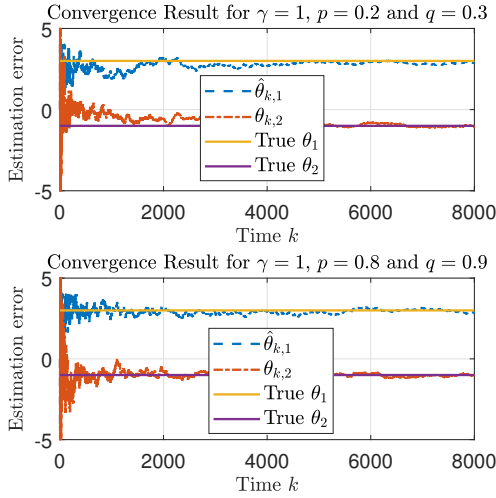 Convergence Result for γ = 1, p = 0.2 and q = 0.3
Estimation error
5
0
-5
θ̂k,1
θk,2
True θ1
True θ2
0 2000 4000 6000 8000
Time k
Convergence Result for γ = 1, p = 0.8 and q = 0.9
Estimation error
5
0
-5
θ̂k,1
θk,2
True θ1
True θ2
0 2000 4000 6000 8000
Time k